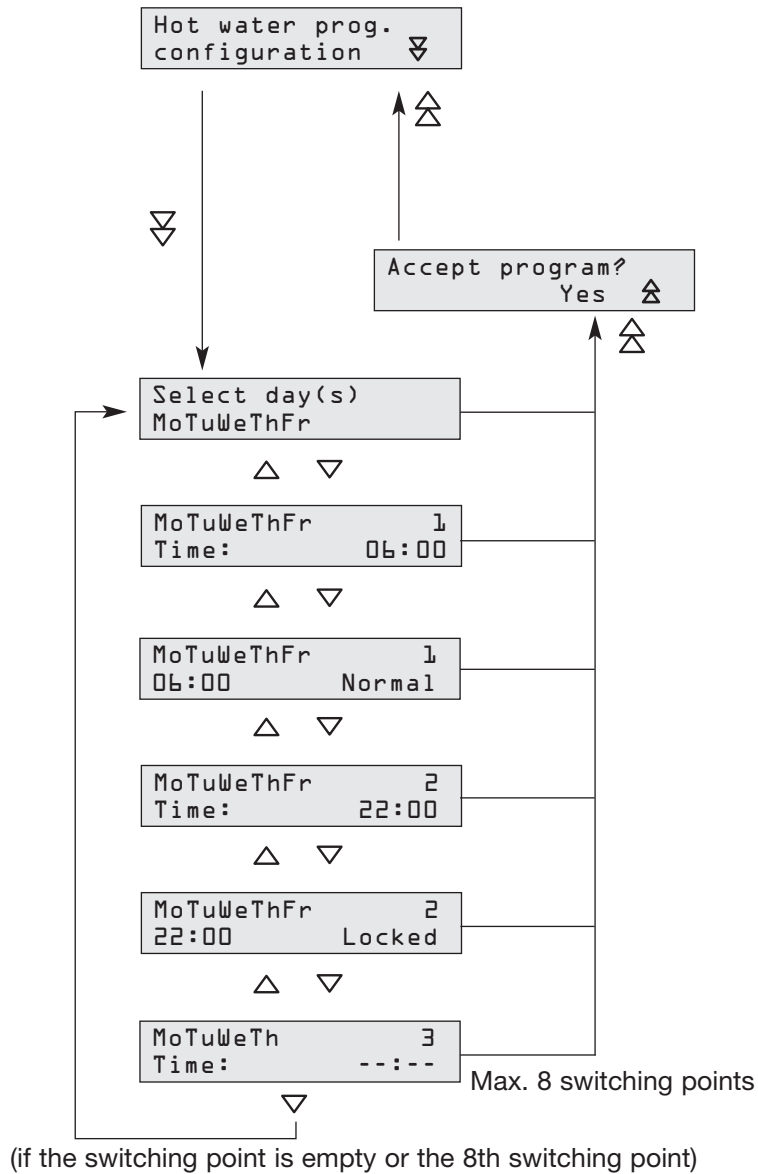 Hot water prog.
configuration
Accept program?
Yes
Select day(s)
MoTuWeThFr
MoTuWeThFr 1
Time: 06:00
MoTuWeThFr 1
06:00 Normal
MoTuWeThFr 2
Time: 22:00
MoTuWeThFr 2
22:00 Locked
MoTuWeTh 3
Time: --:--
Max. 8 switching points
(if the switching point is empty or the 8th switching point)